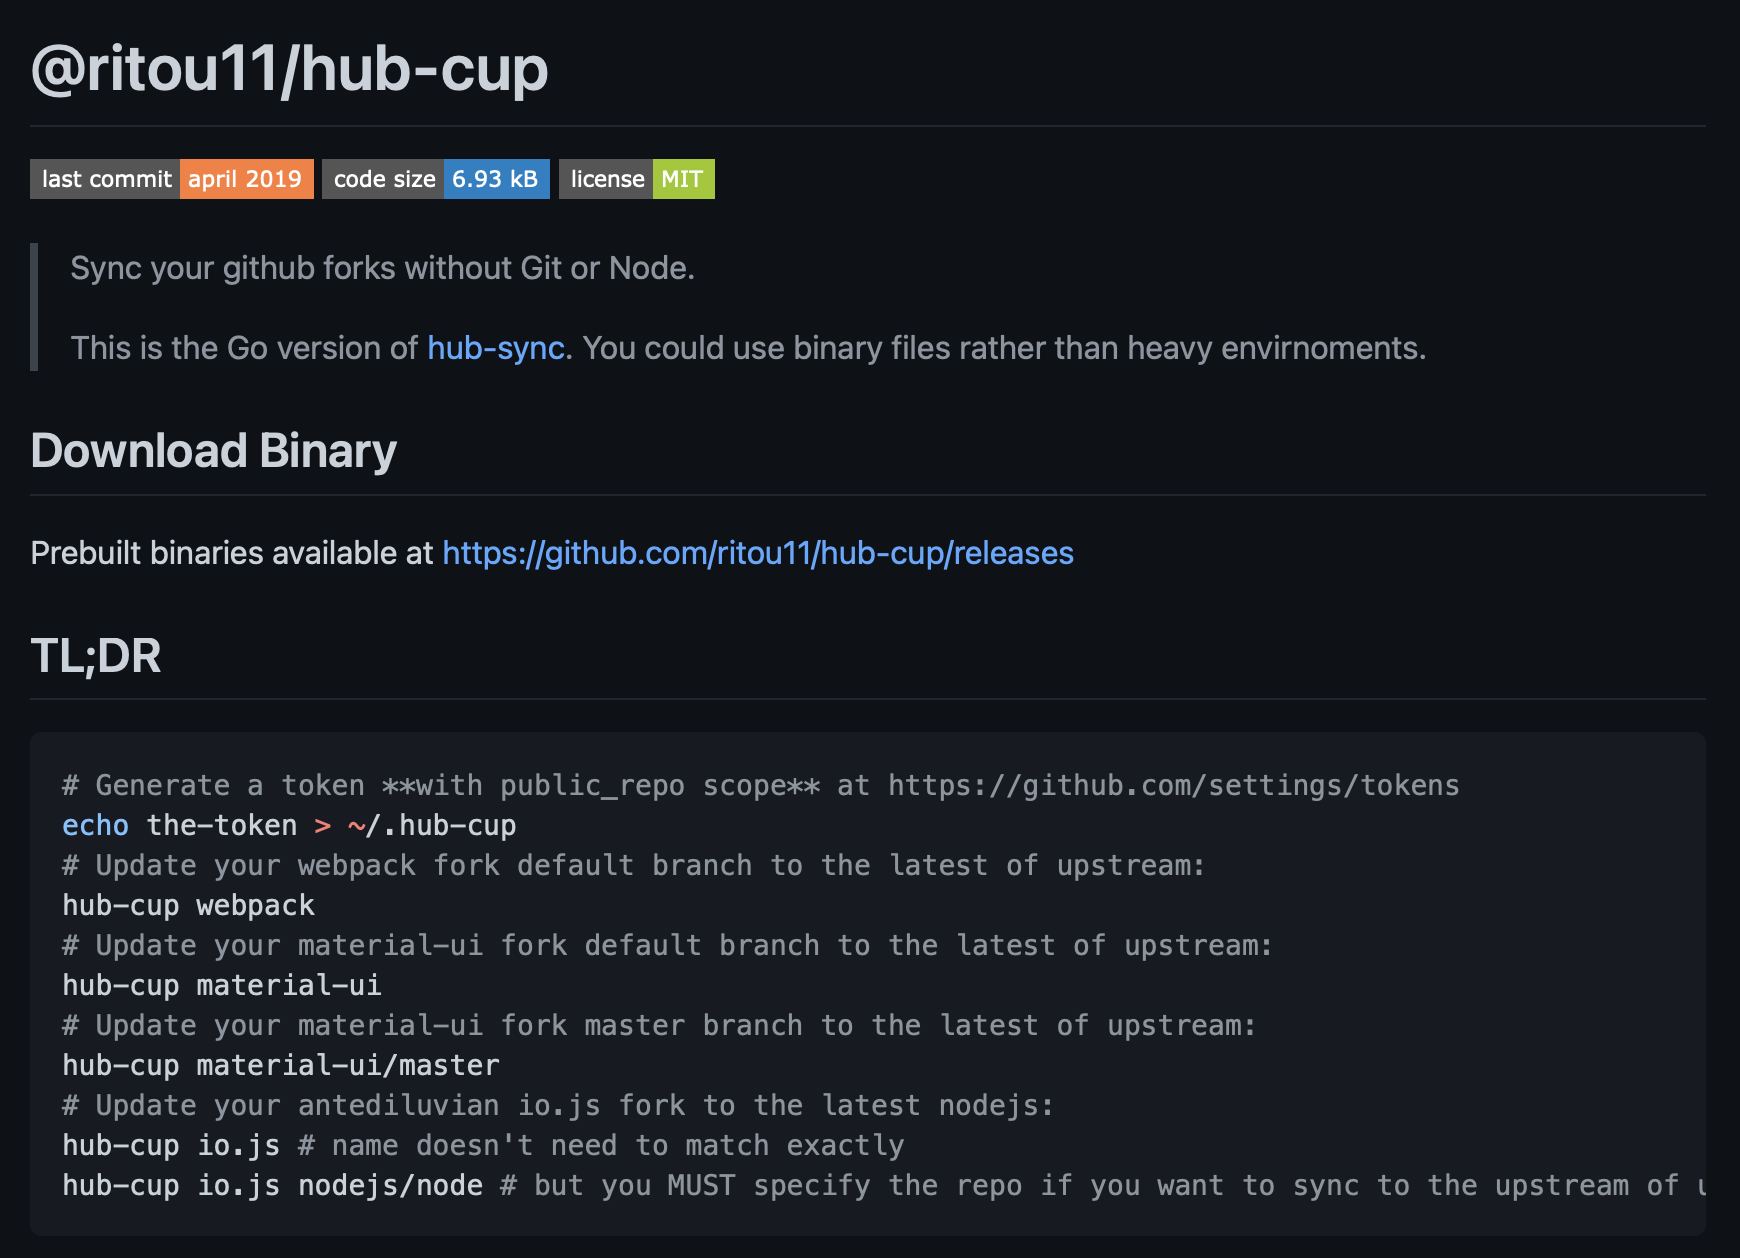 @ritou11/hub-cup
last commit april 2019 code size 6.93 kB license MIT
Sync your github forks without Git or Node.
This is the Go version of hub-sync. You could use binary files rather than heavy envirnoments.
Download Binary
Prebuilt binaries available at https://github.com/ritou11/hub-cup/releases
TL;DR
# Generate a token **with public_repo scope** at https://github.com/settings/tokens
echo the-token > ~/.hub-cup
# Update your webpack fork default branch to the latest of upstream:
hub-cup webpack
# Update your material-ui fork default branch to the latest of upstream:
hub-cup material-ui
# Update your material-ui fork master branch to the latest of upstream:
hub-cup material-ui/master
# Update your antediluvian io.js fork to the latest nodejs:
hub-cup io.js # name doesn't need to match exactly
hub-cup io.js nodejs/node # but you MUST specify the repo if you want to sync to the upstream of